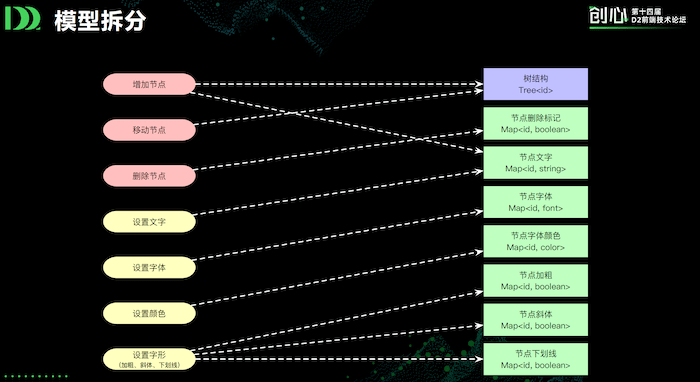 D2
模型拆分
创心
第十四届
D2前端技术论坛
增加节点
移动节点
删除节点
设置文字
设置字体
设置颜色
设置字形
(加粗、斜体、下划线)
树结构
Tree<id>
节点删除标记
Map<id, boolean>
节点文字
Map<id, string>
节点字体
Map<id, font>
节点字体颜色
Map<id, color>
节点加粗
Map<id, boolean>
节点斜体
Map<id, boolean>
节点下划线
Map<id, boolean>